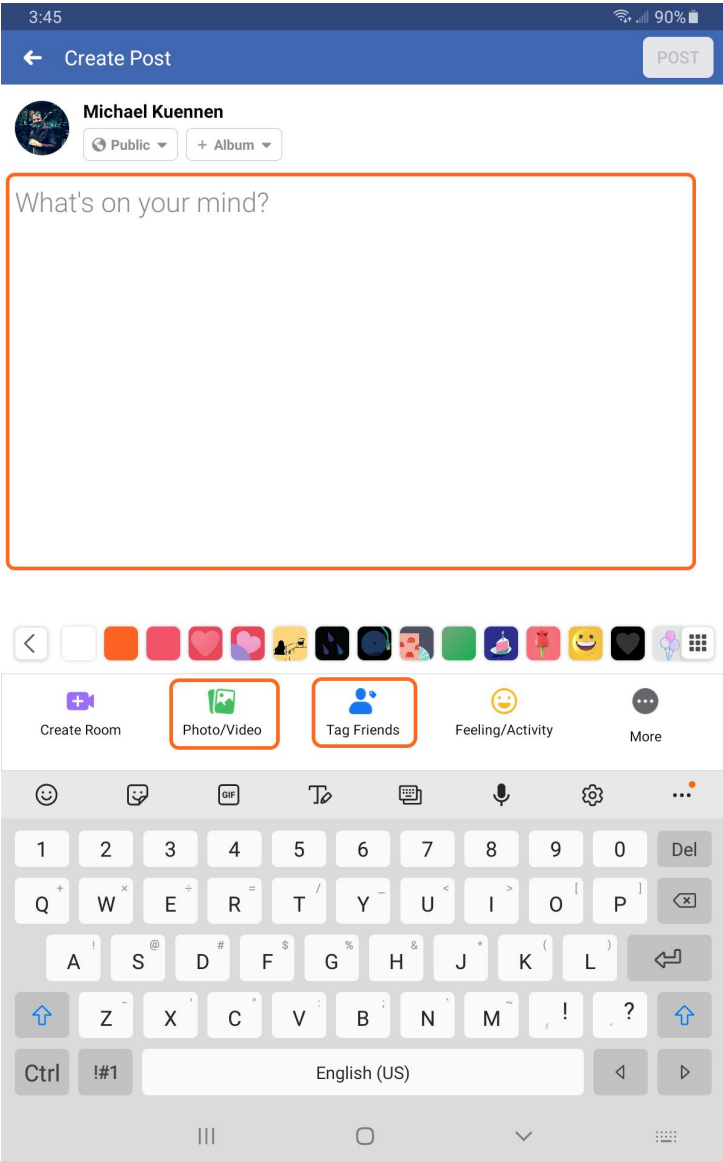 3:45 90%
Create Post POST
Michael Kuennen
Public + Album
What's on your mind?
Create Room Photo/Video Tag Friends Feeling/Activity More
GIF T
1 2 3 4 5 6 7 8 9 0 Del
+ × ÷ = / _ < > [ ]
Q W E R T Y U I O P
! @ # $ % & * ( )
A S D F G H J K L
- ' " : ; ` ~
Z X C V B N M , ! . ?
Ctrl !#1 English (US)